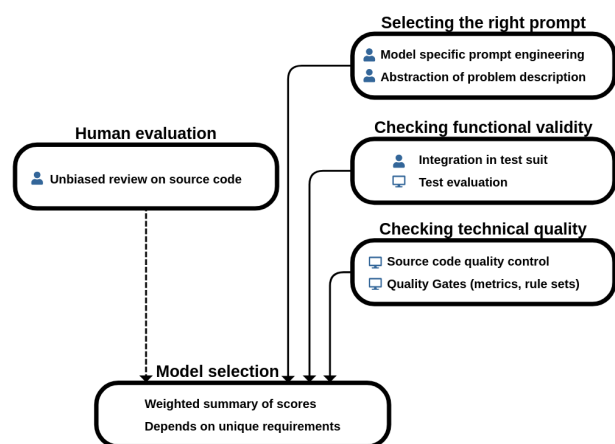 Selecting the right prompt
Model specific prompt engineering
Abstraction of problem description
Human evaluation
Unbiased review on source code
Checking functional validity
Integration in test suit
Test evaluation
Checking technical quality
Source code quality control
Quality Gates (metrics, rule sets)
Model selection
Weighted summary of scores
Depends on unique requirements